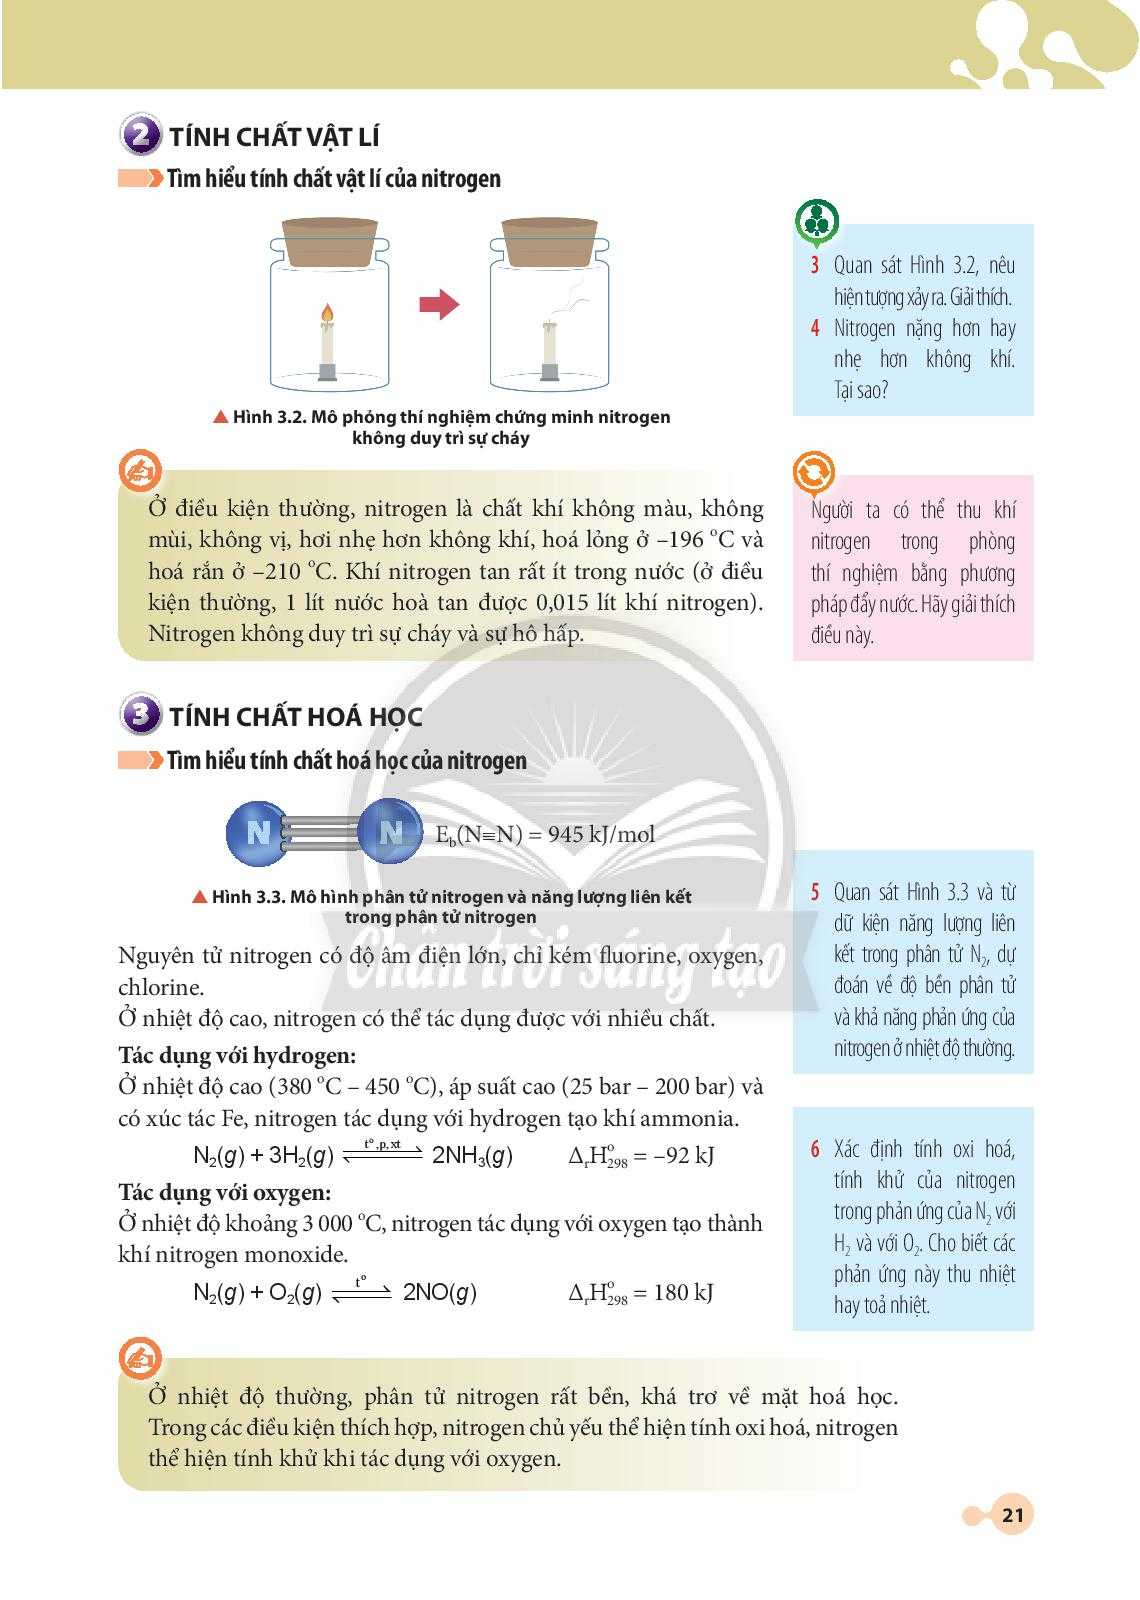 2 TÍNH CHẤT VẬT LÍ
Tìm hiểu tính chất vật lí của nitrogen
▲ Hình 3.2. Mô phỏng thí nghiệm chứng minh nitrogen
không duy trì sự cháy
3 Quan sát Hình 3.2, nêu
hiện tượng xảy ra. Giải thích.
4 Nitrogen nặng hơn hay
nhẹ hơn không khí.
Tại sao?
Ở điều kiện thường, nitrogen là chất khí không màu, không
mùi, không vị, hơi nhẹ hơn không khí, hoá lỏng ở –196 °C và
hoá rắn ở –210 °C. Khí nitrogen tan rất ít trong nước (ở điều
kiện thường, 1 lít nước hoà tan được 0,015 lít khí nitrogen).
Nitrogen không duy trì sự cháy và sự hô hấp.
Người ta có thể thu khí
nitrogen trong phòng
thí nghiệm bằng phương
pháp đẩy nước. Hãy giải thích
điều này.
3 TÍNH CHẤT HOÁ HỌC
Tìm hiểu tính chất hoá học của nitrogen
N N E_b(N≡N) = 945 kJ/mol
▲ Hình 3.3. Mô hình phân tử nitrogen và năng lượng liên kết
trong phân tử nitrogen
Chân trời sáng tạo
Nguyên tử nitrogen có độ âm điện lớn, chỉ kém fluorine, oxygen,
chlorine.
Ở nhiệt độ cao, nitrogen có thể tác dụng được với nhiều chất.
5 Quan sát Hình 3.3 và từ
dữ kiện năng lượng liên
kết trong phân tử N₂, dự
đoán về độ bền phân tử
và khả năng phản ứng của
nitrogen ở nhiệt độ thường.
Tác dụng với hydrogen:
Ở nhiệt độ cao (380 °C – 450 °C), áp suất cao (25 bar – 200 bar) và
có xúc tác Fe, nitrogen tác dụng với hydrogen tạo khí ammonia.
N₂(g) + 3H₂(g) ⇌ (t°, p, xt) 2NH₃(g) ΔᵣH°₂₉₈ = –92 kJ
Tác dụng với oxygen:
Ở nhiệt độ khoảng 3 000 °C, nitrogen tác dụng với oxygen tạo thành
khí nitrogen monoxide.
N₂(g) + O₂(g) ⇌ (t°) 2NO(g) ΔᵣH°₂₉₈ = 180 kJ
6 Xác định tính oxi hoá,
tính khử của nitrogen
trong phản ứng của N₂ với
H₂ và với O₂. Cho biết các
phản ứng này thu nhiệt
hay toả nhiệt.
Ở nhiệt độ thường, phân tử nitrogen rất bền, khá trơ về mặt hoá học.
Trong các điều kiện thích hợp, nitrogen chủ yếu thể hiện tính oxi hoá, nitrogen
thể hiện tính khử khi tác dụng với oxygen.
21